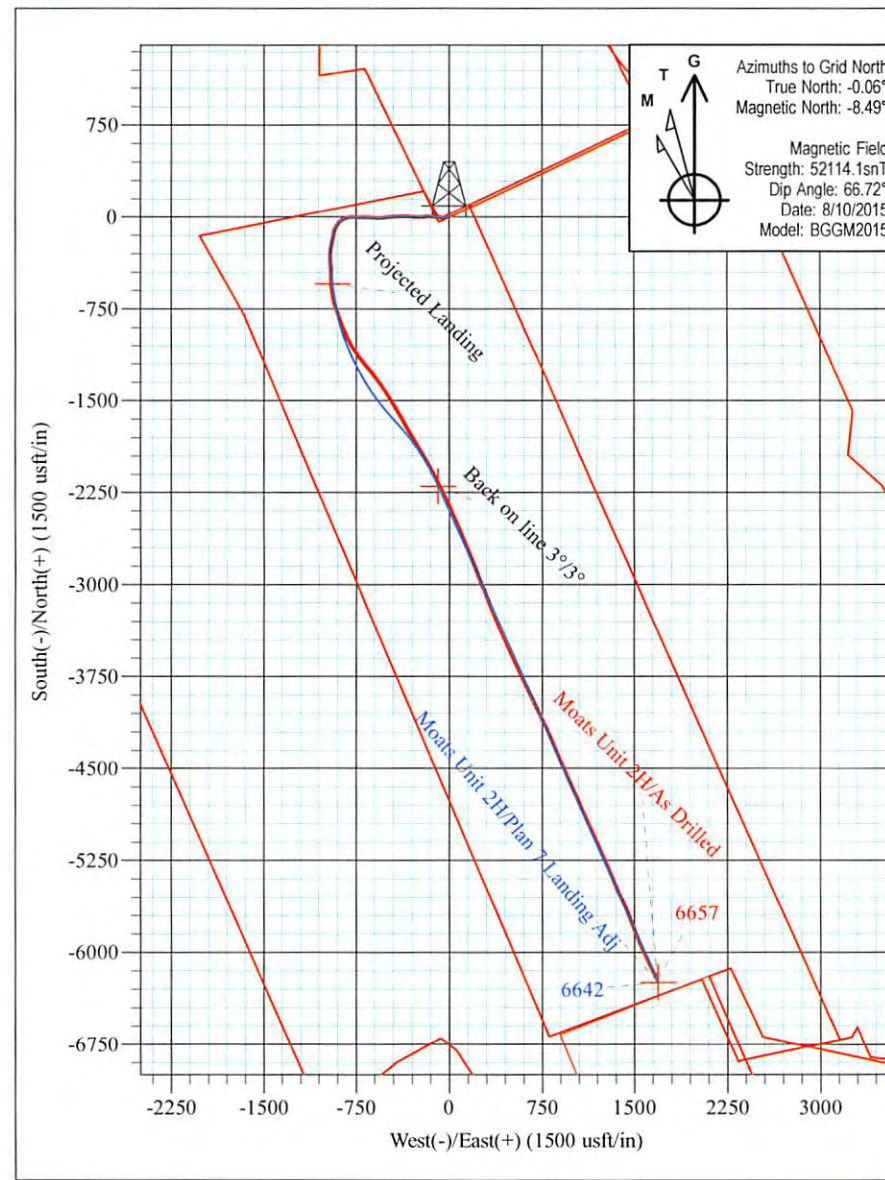 G
T
M
Azimuths to Grid North
True North: -0.06°
Magnetic North: -8.49°
Magnetic Field
Strength: 52114.1snT
Dip Angle: 66.72°
Date: 8/10/2015
Model: BGGM2015
South(-)/North(+) (1500 usft/in)
750
0
-750
-1500
-2250
-3000
-3750
-4500
-5250
-6000
-6750
Projected Landing
Back on line 3°/3°
Moats Unit 2H/As Drilled
Moats Unit 2H/Plan 7 Landing Adj
6657
6642
-2250 -1500 -750 0 750 1500 2250 3000
West(-)/East(+) (1500 usft/in)